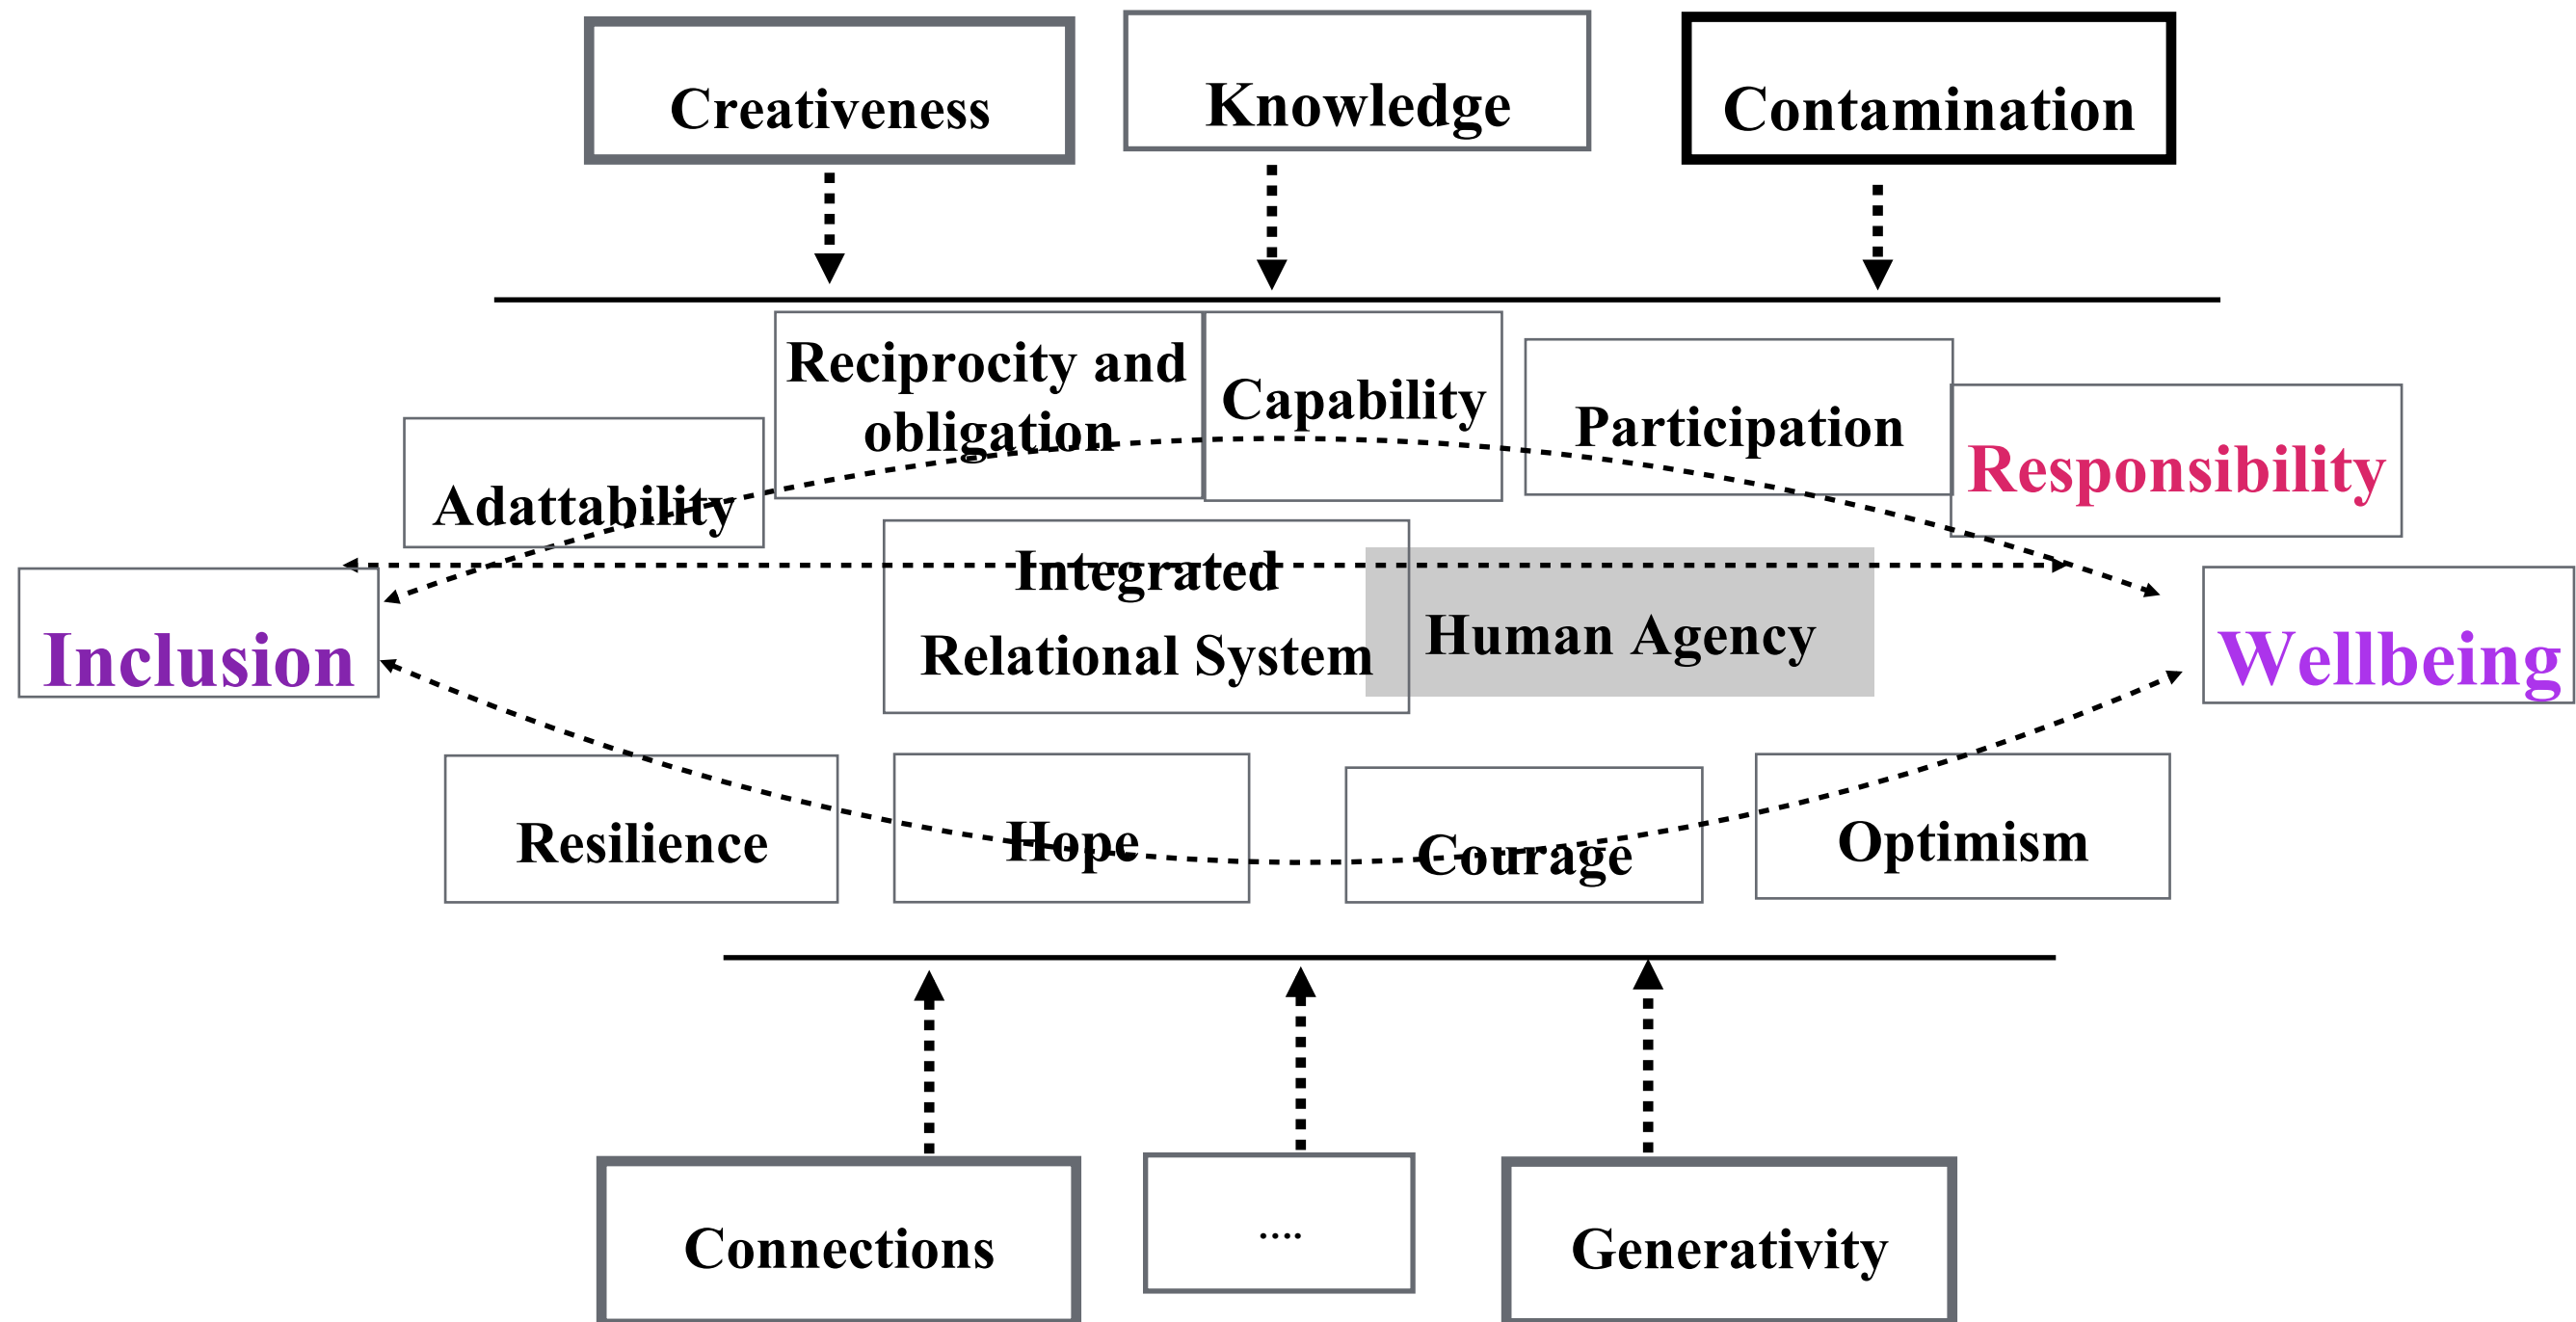 Creativeness
Knowledge
Contamination
Reciprocity and
obligation
Capability
Participation
Responsibility
Adattability
Integrated
Relational System
Human Agency
Inclusion
Wellbeing
Resilience
Hope
Courage
Optimism
Connections
....
Generativity